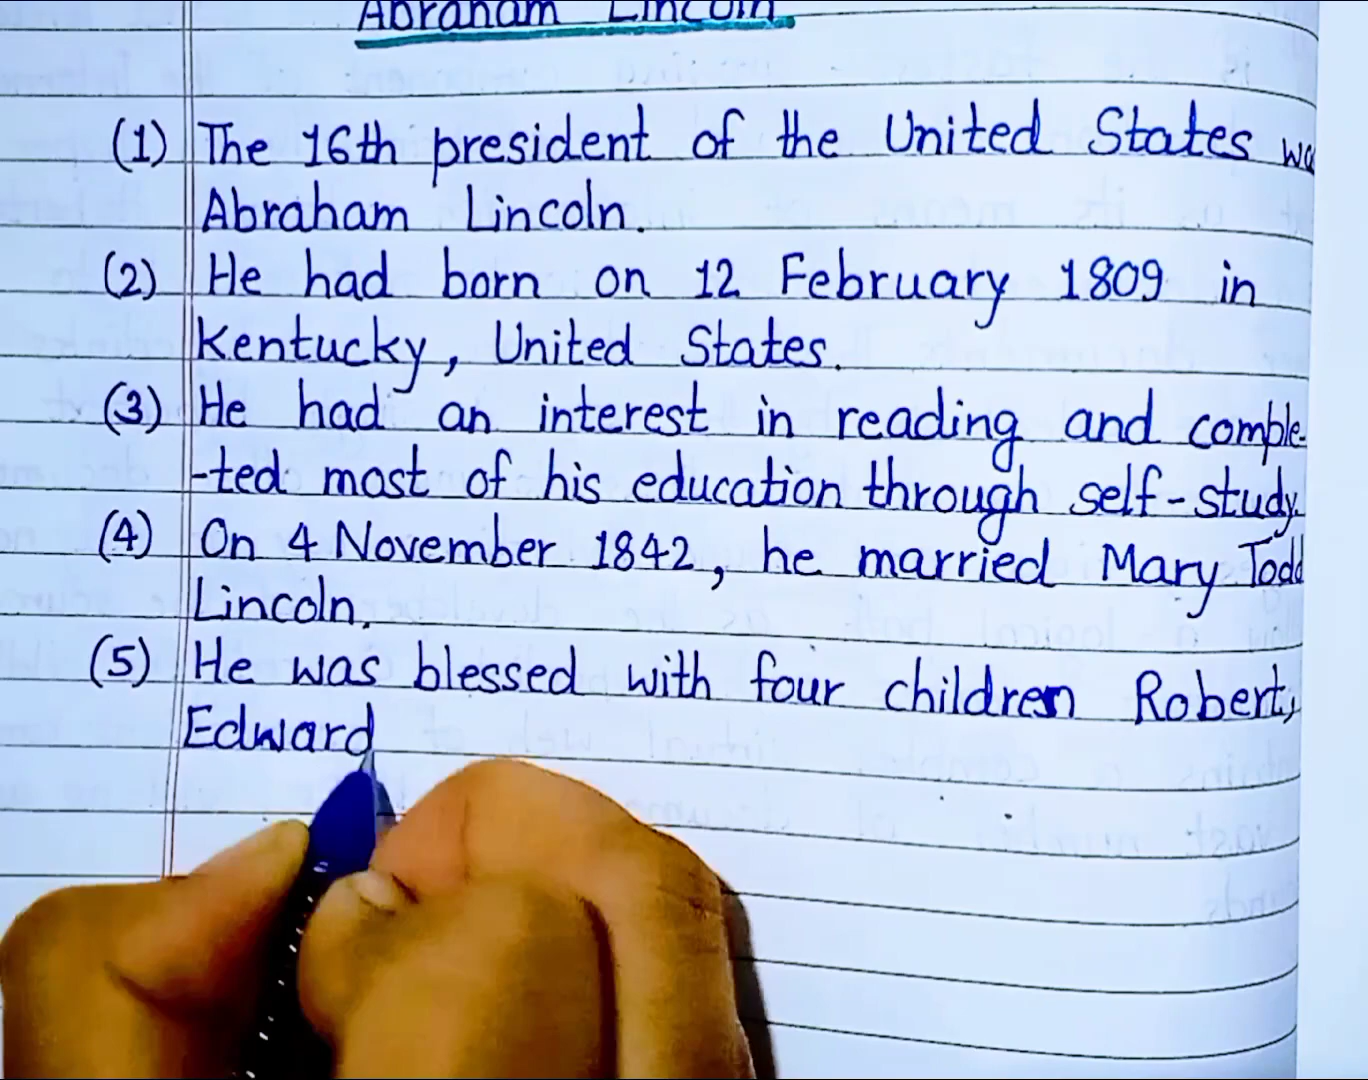 Abraham Lincoln
(1) The 16th president of the United States wa
Abraham Lincoln.
(2) He had born on 12 February 1809 in
Kentucky, United States.
(3) He had an interest in reading and comple-
-ted most of his education through self-study.
(4) On 4 November 1842, he married Mary Todd
Lincoln.
(5) He was blessed with four children Robert,
Edward